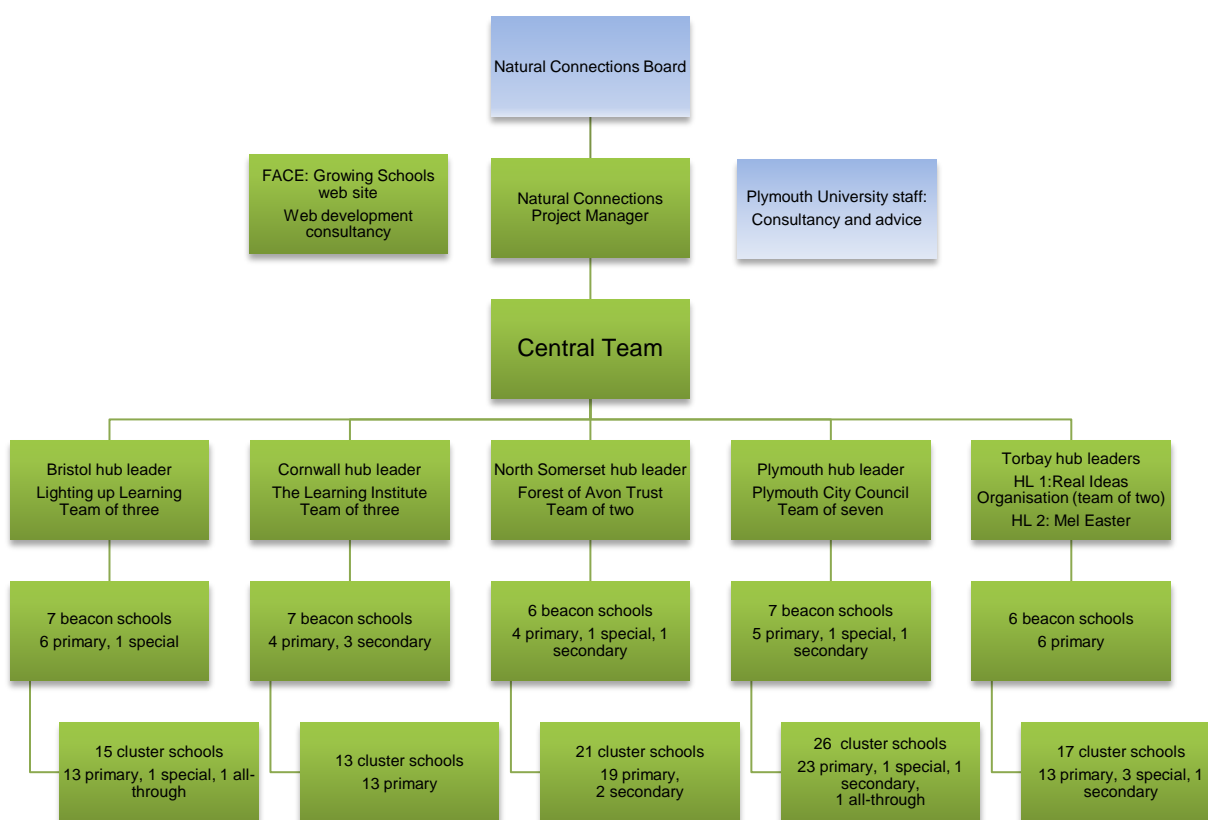 Natural Connections Board
FACE: Growing Schools
web site
Web development
consultancy
Natural Connections
Project Manager
Plymouth University staff:
Consultancy and advice
Central Team
Bristol hub leader
Lighting up Learning
Team of three
Cornwall hub leader
The Learning Institute
Team of three
North Somerset hub leader
Forest of Avon Trust
Team of two
Plymouth hub leader
Plymouth City Council
Team of seven
Torbay hub leaders
HL 1:Real Ideas
Organisation (team of two)
HL 2: Mel Easter
7 beacon schools
6 primary, 1 special
7 beacon schools
4 primary, 3 secondary
6 beacon schools
4 primary, 1 special, 1
secondary
7 beacon schools
5 primary, 1 special, 1
secondary
6 beacon schools
6 primary
15 cluster schools
13 primary, 1 special, 1 all-
through
13 cluster schools
13 primary
21 cluster schools
19 primary,
2 secondary
26 cluster schools
23 primary, 1 special, 1
secondary,
1 all-through
17 cluster schools
13 primary, 3 special, 1
secondary